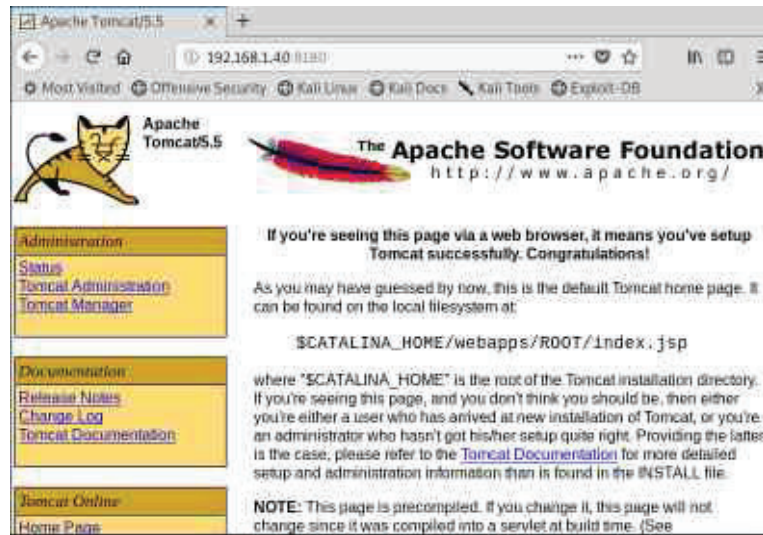 Apache Tomcat/5.5
192.168.1.40:8180
Most Visited Offensive Security Kali Linux Kali Docs Kali Tools Exploit-DB
Apache
Tomcat/5.5
The Apache Software Foundation
http://www.apache.org/
Administration
Status
Tomcat Administration
Tomcat Manager
Documentation
Release Notes
Change Log
Tomcat Documentation
Tomcat Online
Home Page
If you're seeing this page via a web browser, it means you've setup
Tomcat successfully. Congratulations!
As you may have guessed by now, this is the default Tomcat home page. It
can be found on the local filesystem at:
$CATALINA_HOME/webapps/ROOT/index.jsp
where "$CATALINA_HOME" is the root of the Tomcat installation directory.
If you're seeing this page, and you don't think you should be, then either
you're either a user who has arrived at new installation of Tomcat, or you're
an administrator who hasn't got his/her setup quite right. Providing the latter
is the case, please refer to the Tomcat Documentation for more detailed
setup and administration information than is found in the INSTALL file.
NOTE: This page is precompiled. If you change it, this page will not
change since it was compiled into a servlet at build time. (See